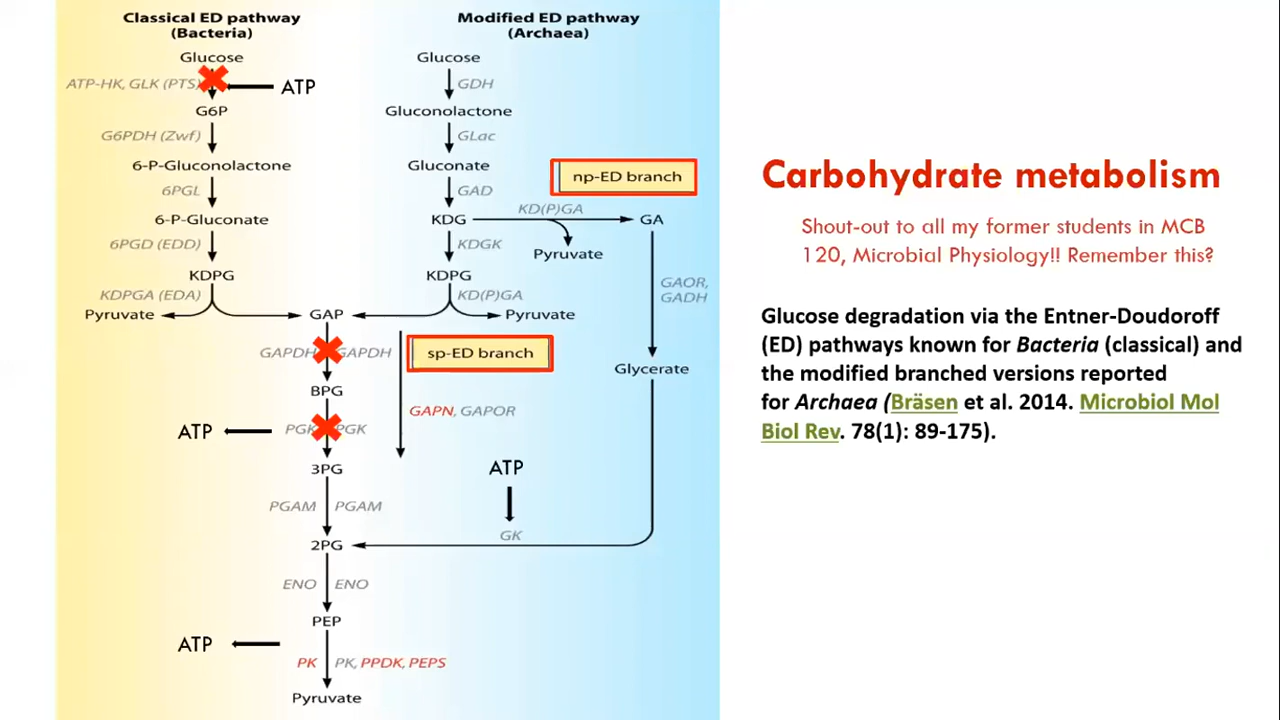 Classical ED pathway
(Bacteria)
Glucose
ATP-HK, GLK (PTS)
ATP
G6P
G6PDH (Zwf)
6-P-Gluconolactone
6PGL
6-P-Gluconate
6PGD (EDD)
KDPG
KDPGA (EDA)
Pyruvate
GAP
Modified ED pathway
(Archaea)
Glucose
GDH
Gluconolactone
GLac
Gluconate
GAD
KDG
KD(P)GA
GA
Pyruvate
KDGK
KDPG
KD(P)GA
Pyruvate
np-ED branch
GAOR,
GADH
Glycerate
GAPDH GAPDH
sp-ED branch
BPG
GAPN, GAPOR
ATP
PGK PGK
3PG
ATP
PGAM PGAM
GK
2PG
ENO ENO
PEP
ATP
PK PK, PPDK, PEPS
Pyruvate
Carbohydrate metabolism
Shout-out to all my former students in MCB
120, Microbial Physiology!! Remember this?
Glucose degradation via the Entner-Doudoroff
(ED) pathways known for Bacteria (classical) and
the modified branched versions reported
for Archaea (Bräsen et al. 2014. Microbiol Mol
Biol Rev. 78(1): 89-175).